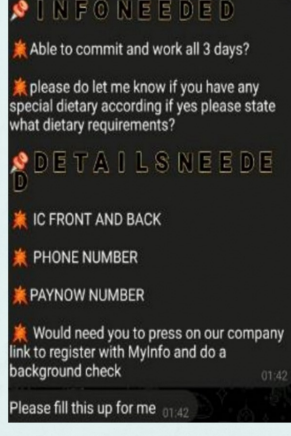 📌 I N F O N E E D E D
💥Able to commit and work all 3 days?
💥please do let me know if you have any
special dietary according if yes please state
what dietary requirements?
📌D E T A I L S N E E D E
D
💥 IC FRONT AND BACK
💥 PHONE NUMBER
💥PAYNOW NUMBER
💥 Would need you to press on our company
link to register with MyInfo and do a
background check
01:42
Please fill this up for me 01:42